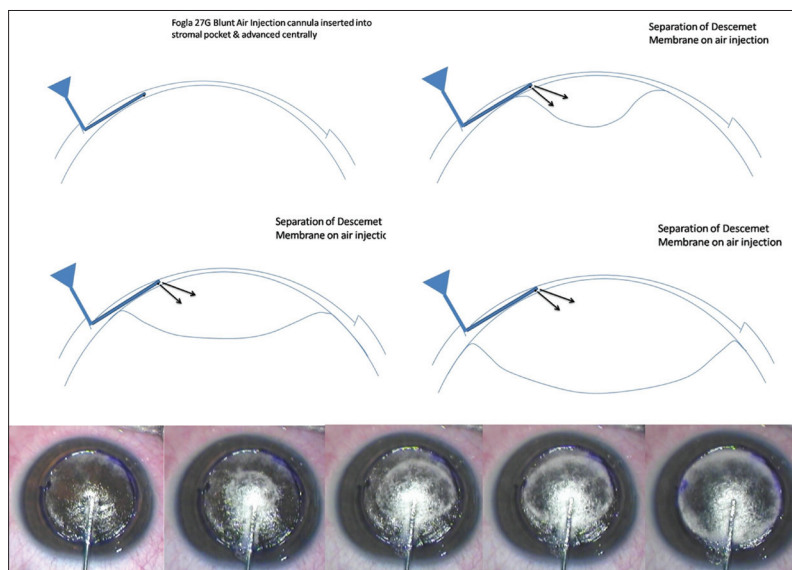 Fogla 27G Blunt Air Injection cannula inserted into
stromal pocket & advanced centrally
Separation of Descemet
Membrane on air injection
Separation of Descemet
Membrane on air injectic
Separation of Descemet
Membrane on air injection